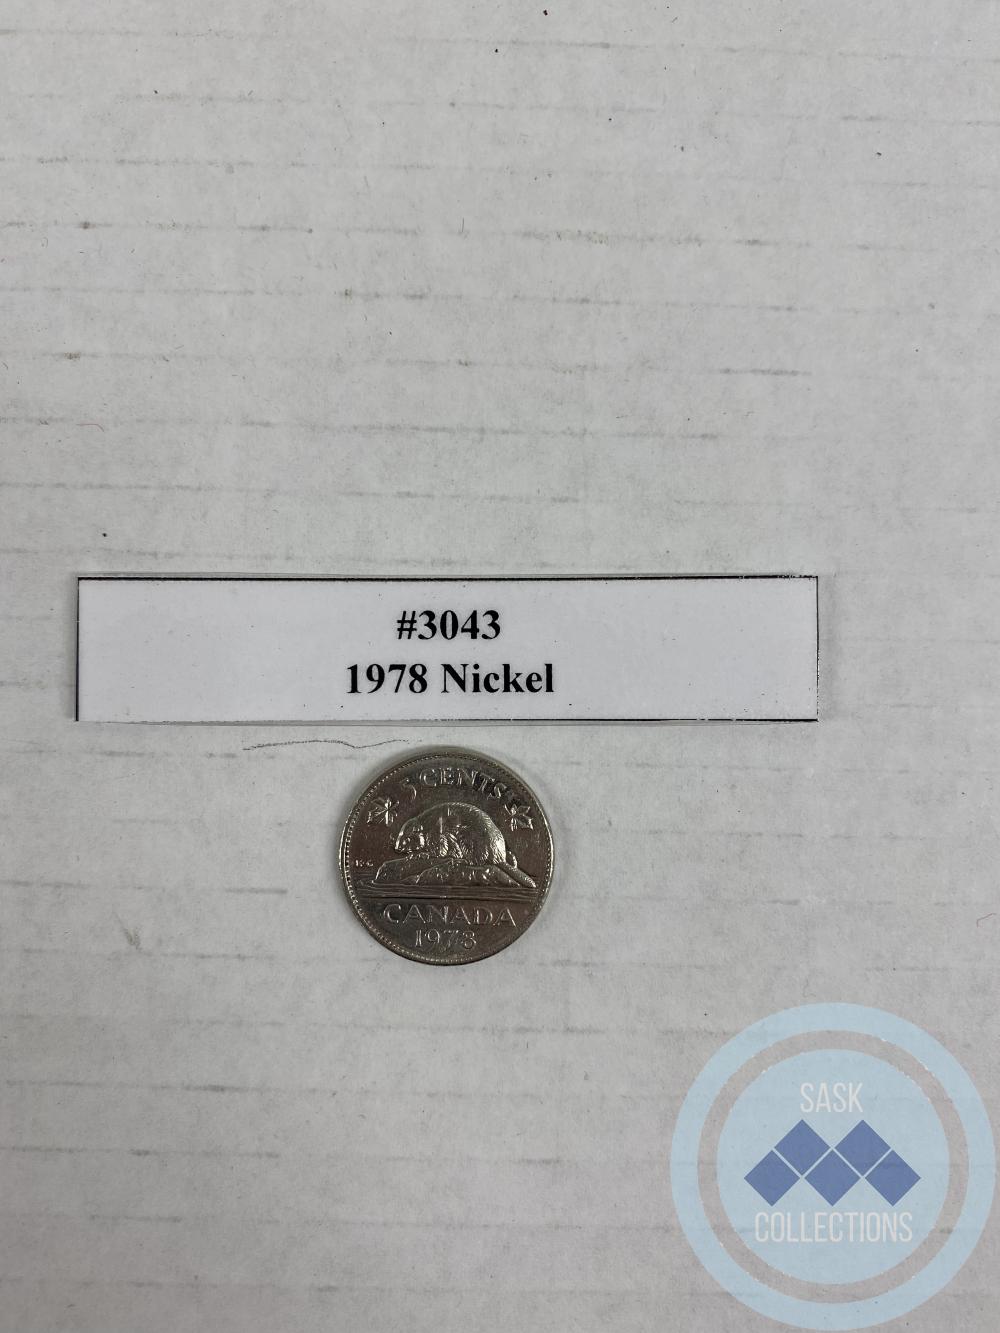 #3043
1978 Nickel
5 CENTS
K·G
CANADA
1978
SASK
COLLECTIONS